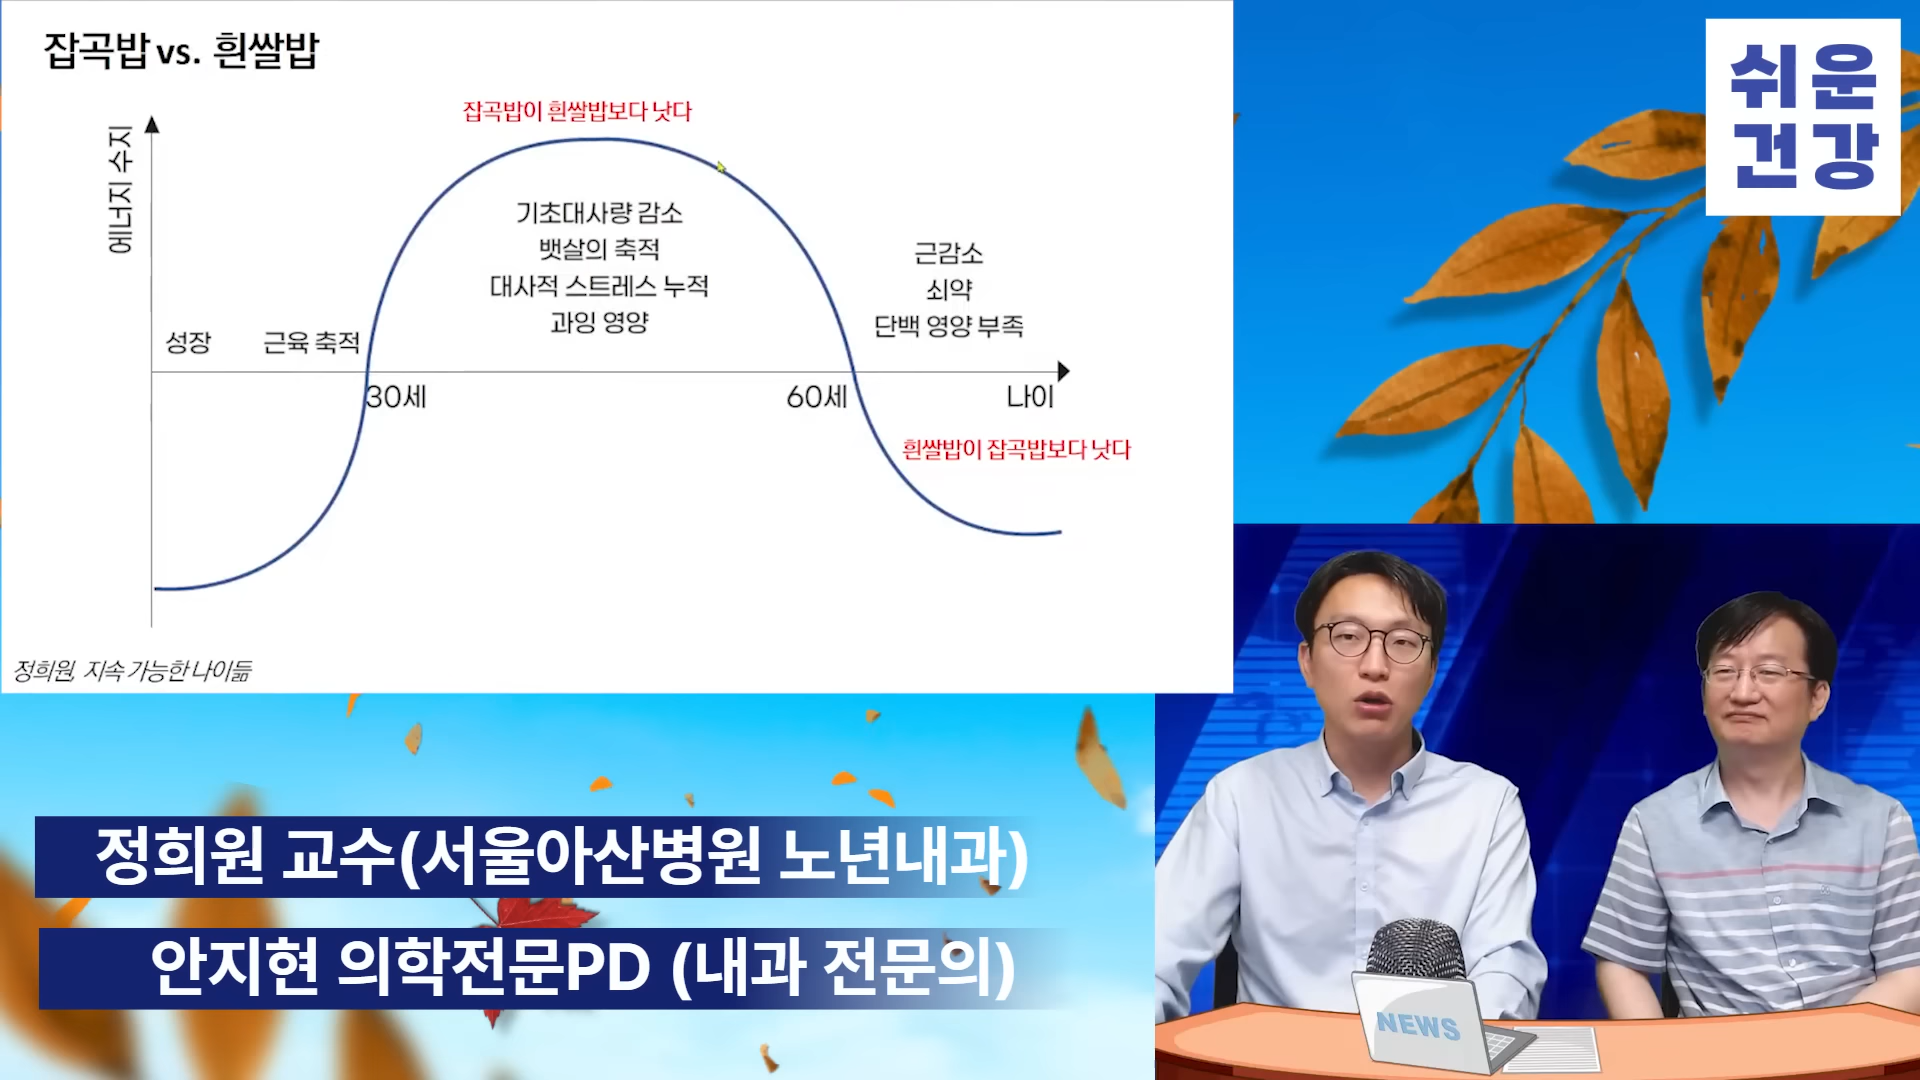 잡곡밥 vs. 흰쌀밥
잡곡밥이 흰쌀밥보다 낫다
에너지 수지
기초대사량 감소
뱃살의 축적
대사적 스트레스 누적
과잉 영양
근감소
쇠약
단백 영양 부족
성장
근육 축적
30세
60세
나이
흰쌀밥이 잡곡밥보다 낫다
정희원, 지속 가능한 나이듦
쉬운
건강
정희원 교수(서울아산병원 노년내과)
안지현 의학전문PD (내과 전문의)
NEWS